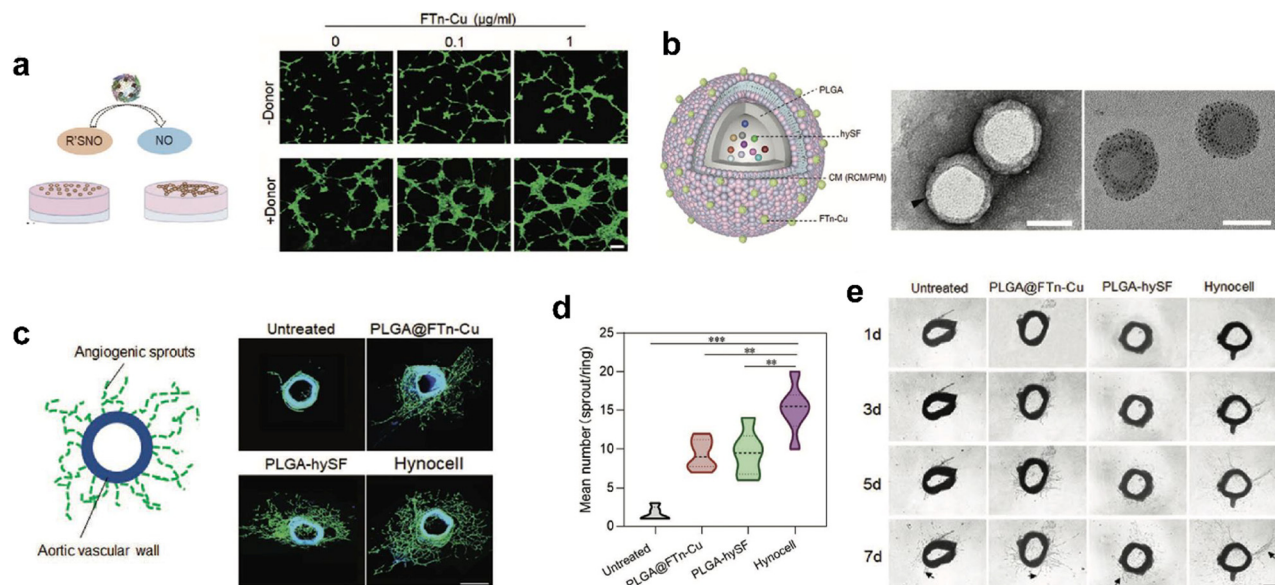 a
R'SNO NO
FTn-Cu (µg/ml)
0 0.1 1
-Donor
+Donor
b
PLGA
hySF
CM (RCM/PM)
FTn-Cu
c
Angiogenic sprouts
Aortic vascular wall
Untreated PLGA@FTn-Cu
PLGA-hySF Hynocell
d
Mean number (sprout/ring)
25
20
15
10
5
0
***
**
**
Untreated PLGA@FTn-Cu PLGA-hySF Hynocell
e
Untreated PLGA@FTn-Cu PLGA-hySF Hynocell
1d
3d
5d
7d